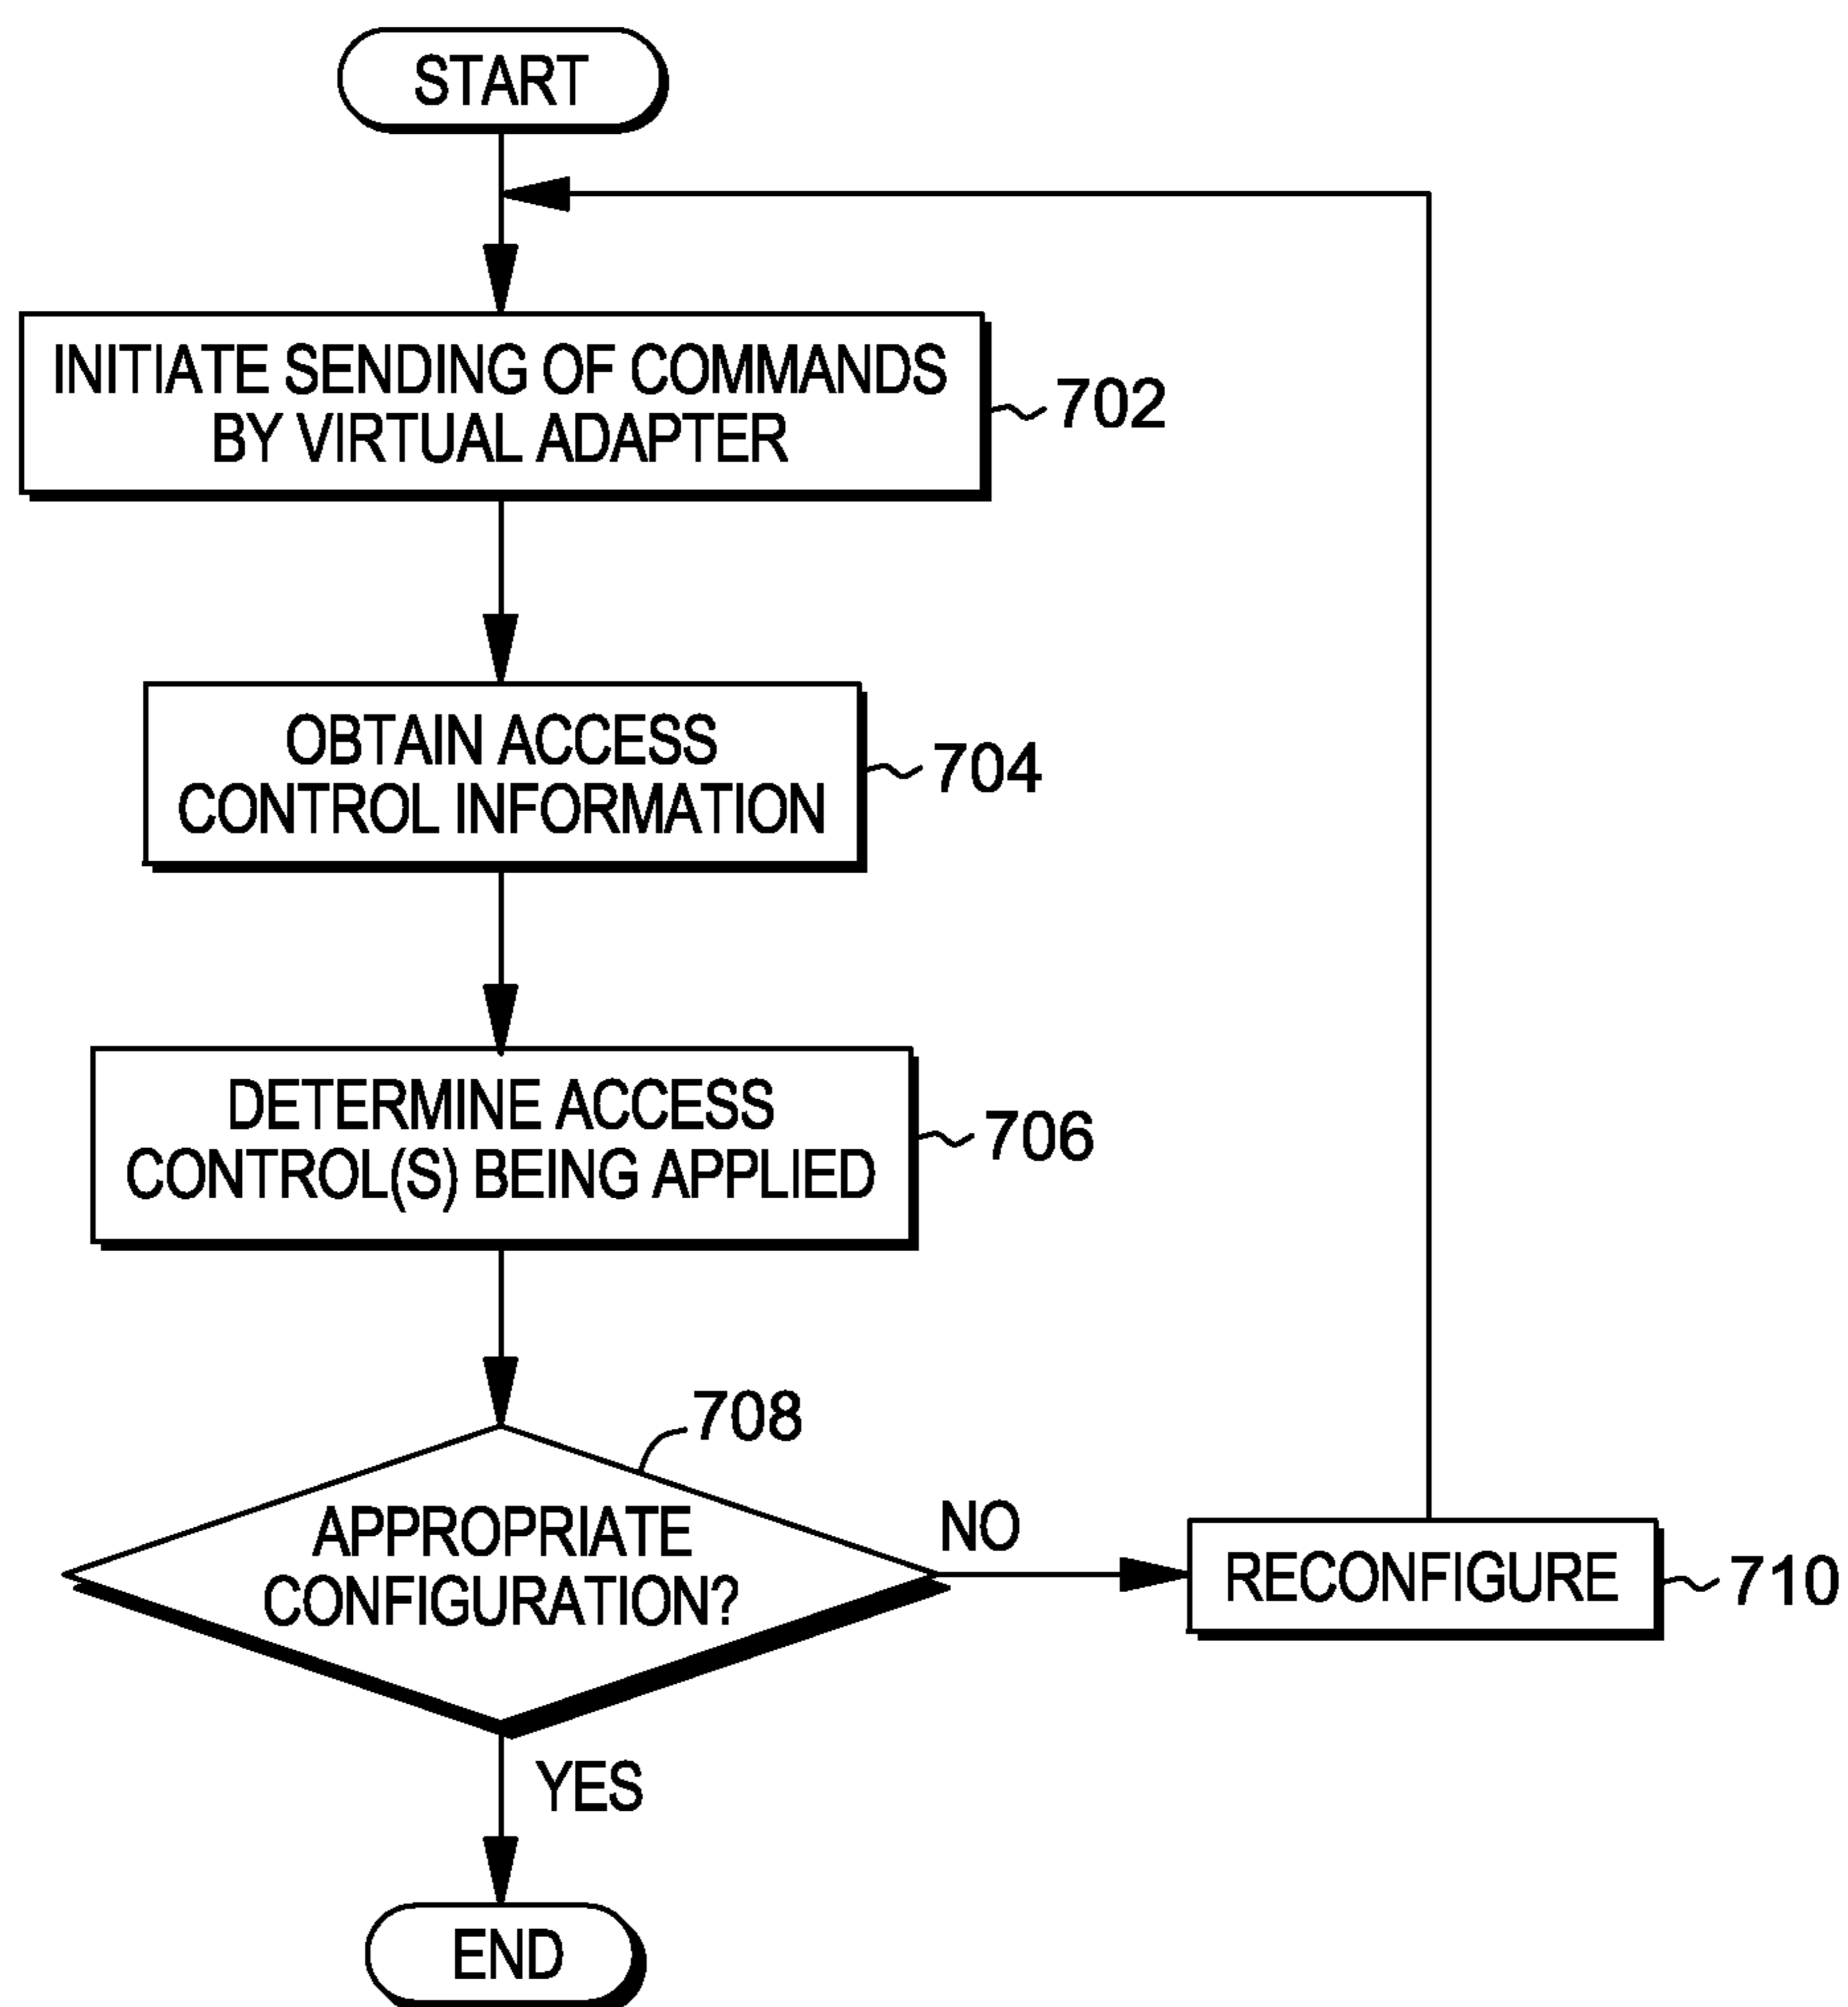 START
INITIATE SENDING OF COMMANDS
BY VIRTUAL ADAPTER
702
OBTAIN ACCESS
CONTROL INFORMATION
704
DETERMINE ACCESS
CONTROL(S) BEING APPLIED
706
708
APPROPRIATE
CONFIGURATION?
NO
RECONFIGURE
710
YES
END